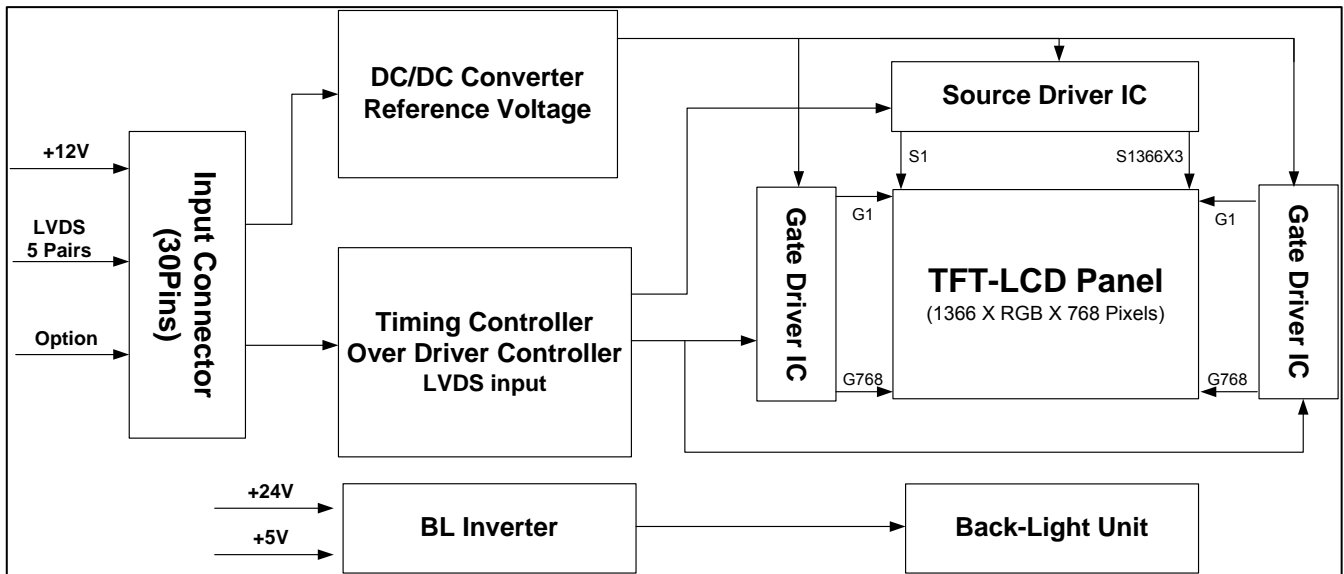 DC/DC Converter
Reference Voltage
Source Driver IC
+12V
S1
S1366X3
Input Connector
(30Pins)
LVDS
5 Pairs
Gate Driver IC
G1
G1
Gate Driver IC
TFT-LCD Panel
(1366 X RGB X 768 Pixels)
Timing Controller
Over Driver Controller
LVDS input
Option
G768
G768
+24V
BL Inverter
Back-Light Unit
+5V